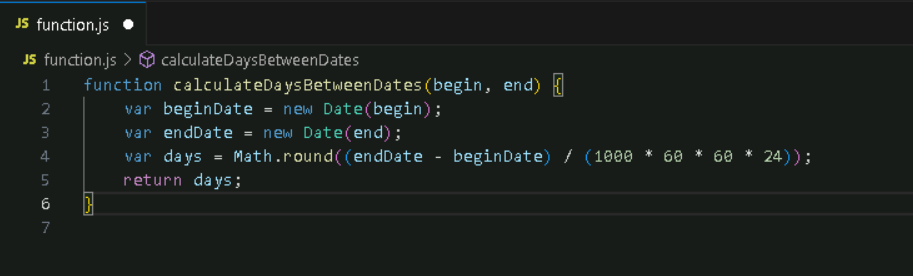 JS function.js ●
JS function.js > calculateDaysBetweenDates
1 function calculateDaysBetweenDates(begin, end) {
2     var beginDate = new Date(begin);
3     var endDate = new Date(end);
4     var days = Math.round((endDate - beginDate) / (1000 * 60 * 60 * 24));
5     return days;
6 }
7